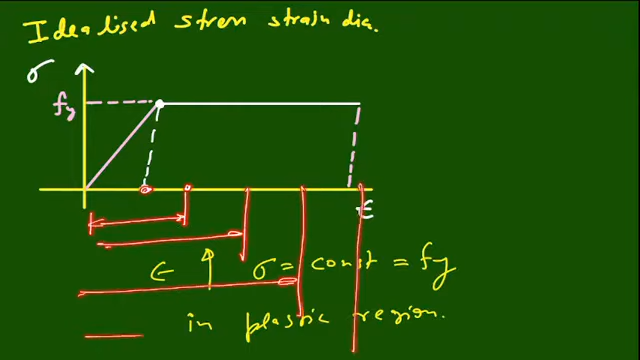 Idealised stress strain dia.
σ
fy
ϵ
ϵ ↑ σ = const = fy
in plastic region.